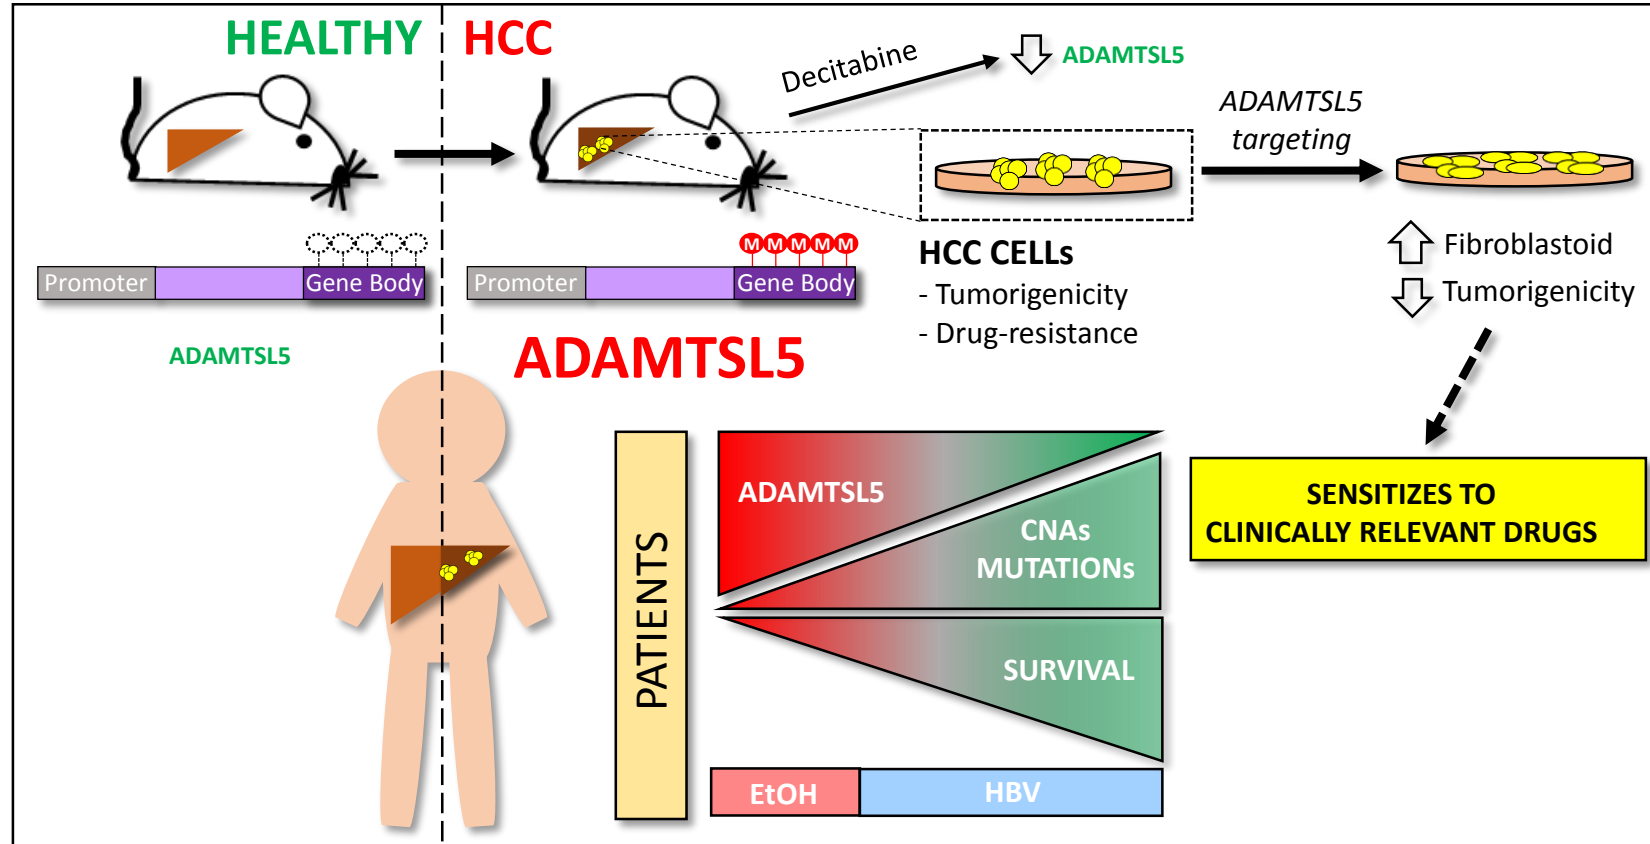 HEALTHY
HCC
Decitabine
ADAMTSL5
ADAMTSL5
targeting
M M M M M
Promoter
Gene Body
Promoter
Gene Body
HCC CELLs
- Tumorigenicity
- Drug-resistance
Fibroblastoid
Tumorigenicity
ADAMTSL5
ADAMTSL5
PATIENTS
ADAMTSL5
CNAs
MUTATIONs
SURVIVAL
EtOH
HBV
SENSITIZES TO
CLINICALLY RELEVANT DRUGS